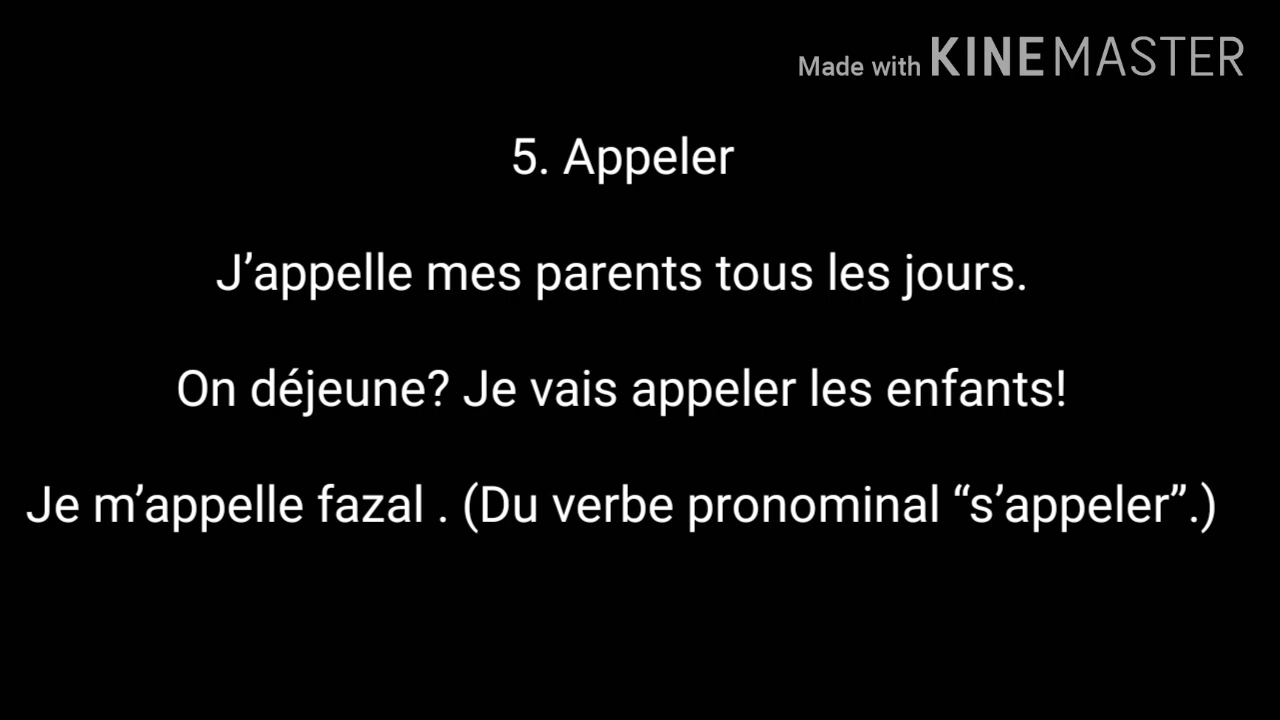 Made with KINEMASTER
5. Appeler
J’appelle mes parents tous les jours.
On déjeune? Je vais appeler les enfants!
Je m’appelle fazal . (Du verbe pronominal “s’appeler”.)